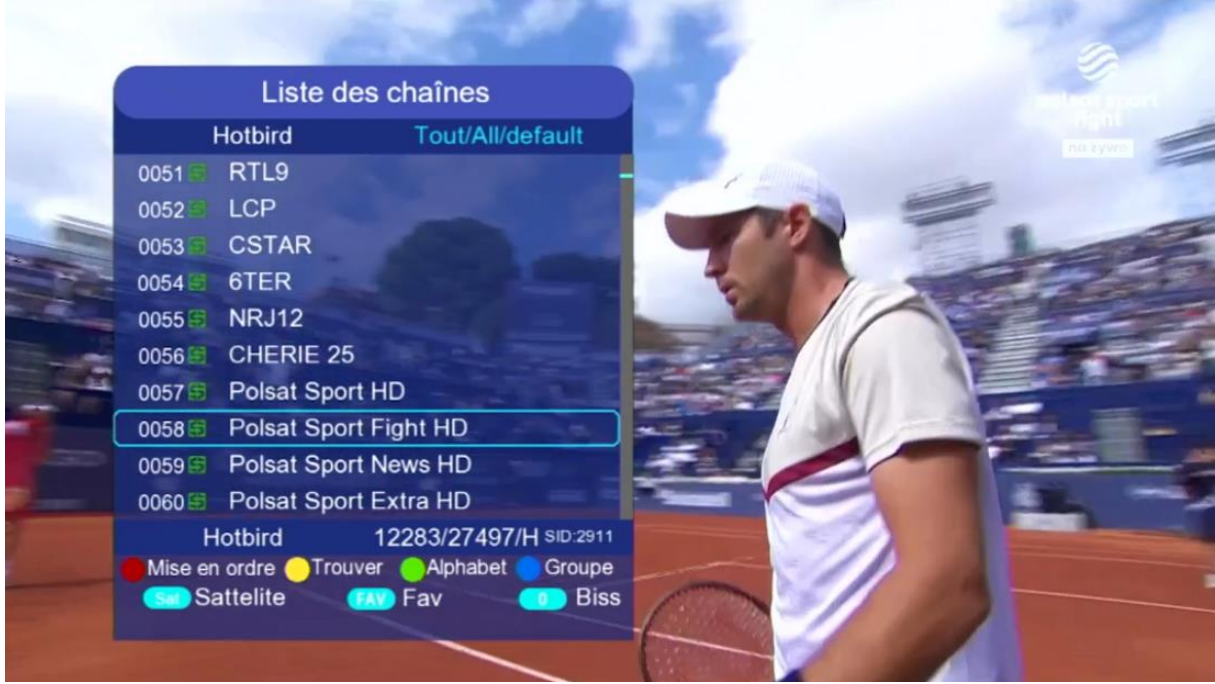 Liste des chaînes
Hotbird Tout/All/default
0051 $ RTL9
0052 $ LCP
0053 $ CSTAR
0054 $ 6TER
0055 $ NRJ12
0056 $ CHERIE 25
0057 $ Polsat Sport HD
0058 $ Polsat Sport Fight HD
0059 $ Polsat Sport News HD
0060 $ Polsat Sport Extra HD
Hotbird 12283/27497/H SID:2911
Mise en ordre Trouver Alphabet Groupe
Sat Sattelite FAV Fav 0 Biss
polsat sport
fight
na żywo